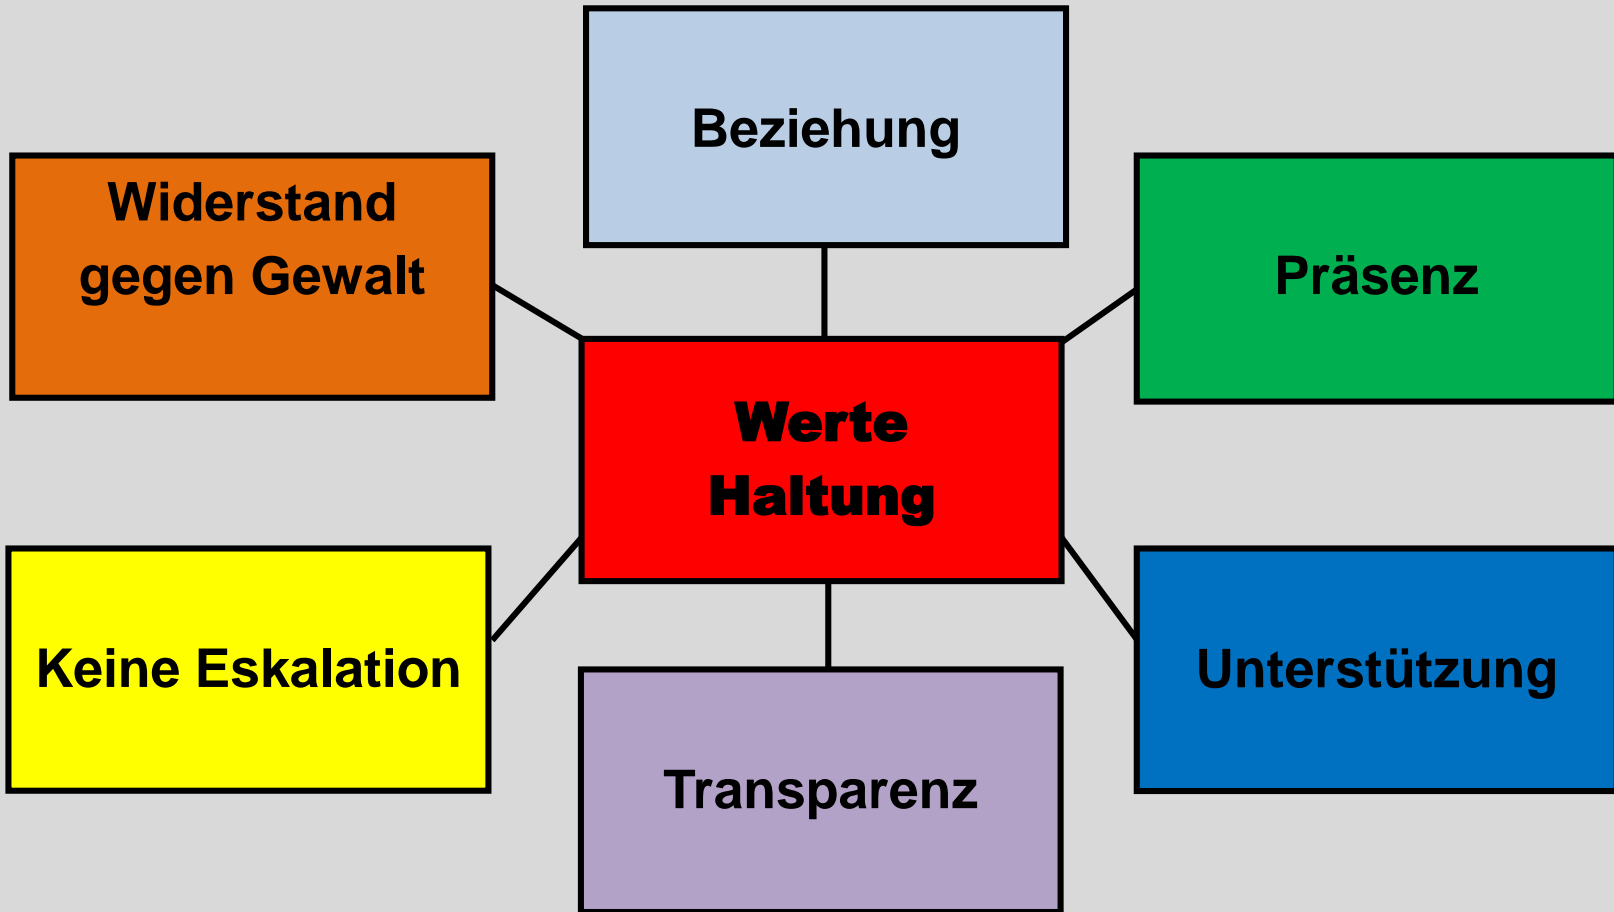 Beziehung
Widerstand
gegen Gewalt
Präsenz
Werte
Haltung
Keine Eskalation
Unterstützung
Transparenz